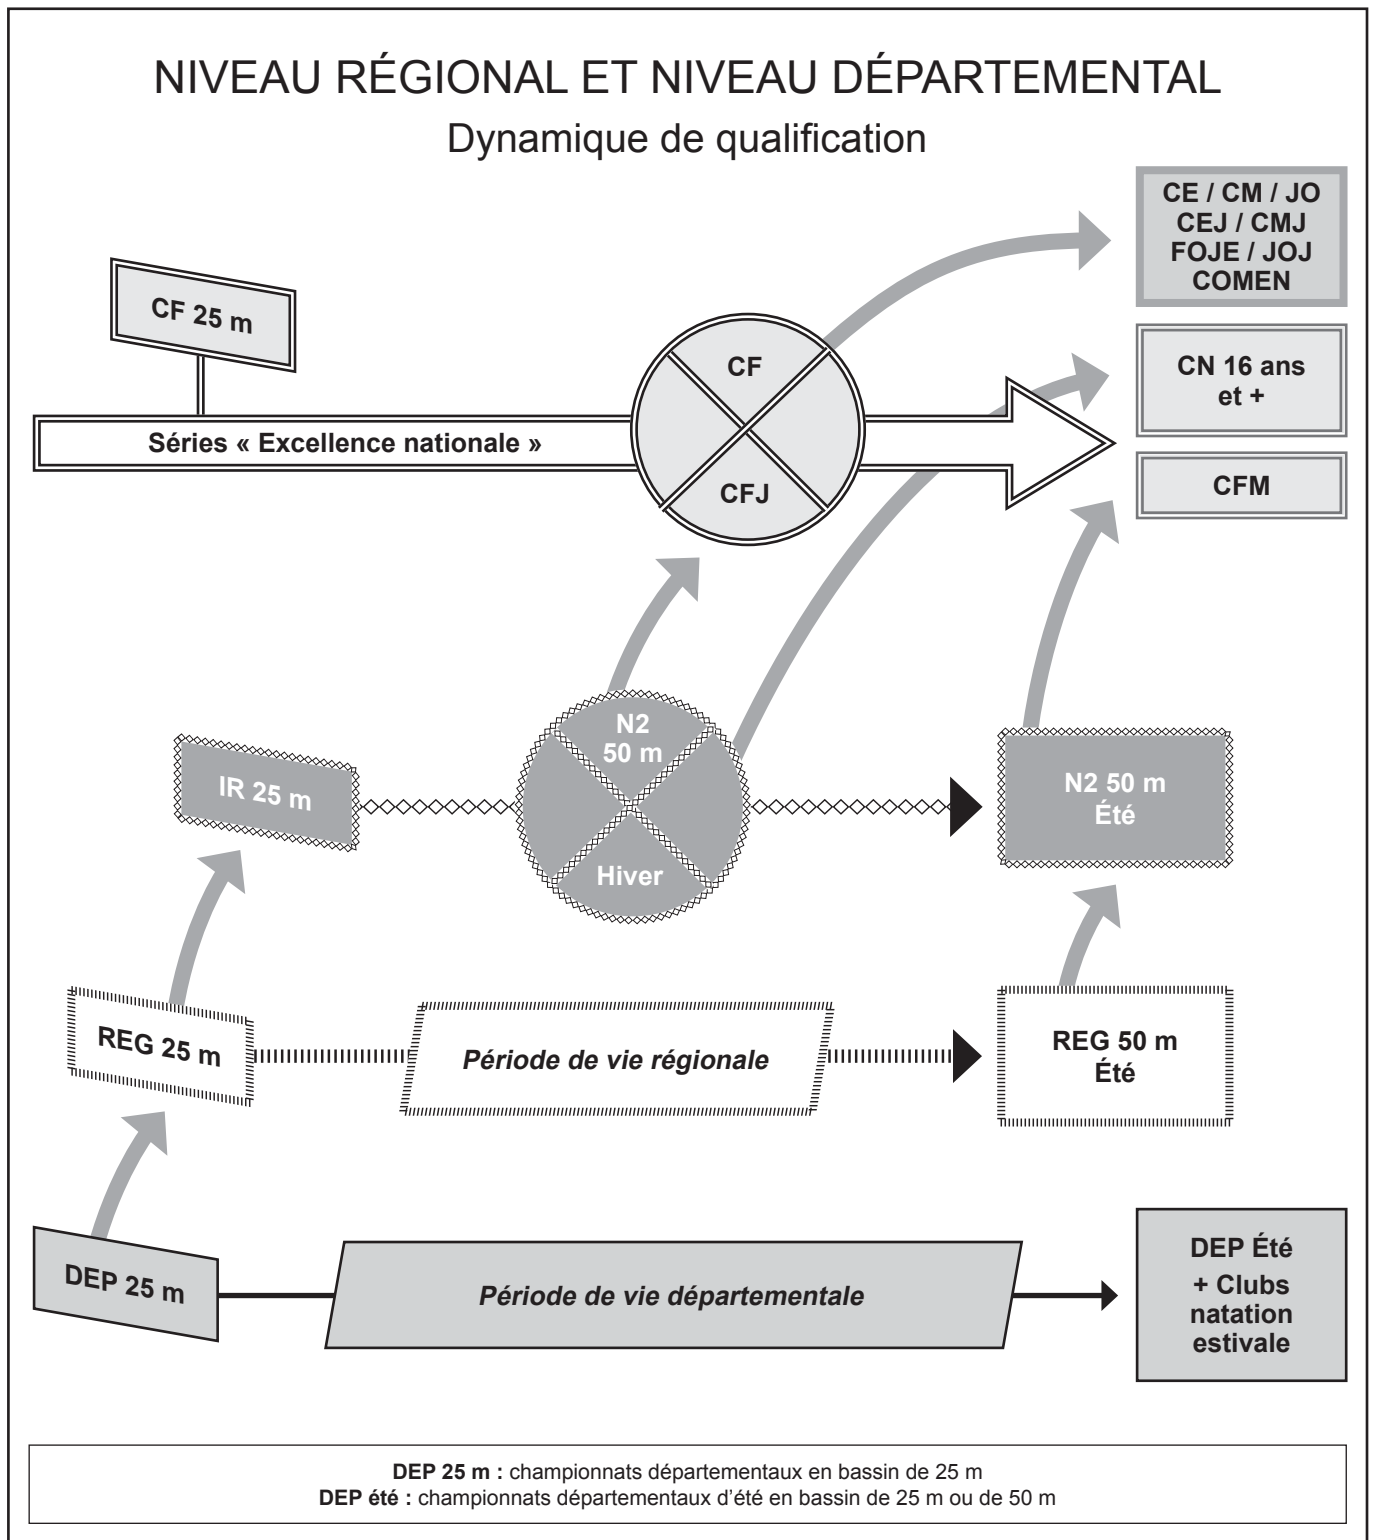 NIVEAU RÉGIONAL ET NIVEAU DÉPARTEMENTAL
Dynamique de qualification
CE / CM / JO
CEJ / CMJ
FOJE / JOJ
COMEN
CF 25 m
CF
CN 16 ans
et +
Séries « Excellence nationale »
CFJ
CFM
N2
50 m
IR 25 m
N2 50 m
Été
Hiver
REG 25 m
Période de vie régionale
REG 50 m
Été
DEP 25 m
Période de vie départementale
DEP Été
+ Clubs
natation
estivale
DEP 25 m : championnats départementaux en bassin de 25 m
DEP été : championnats départementaux d’été en bassin de 25 m ou de 50 m